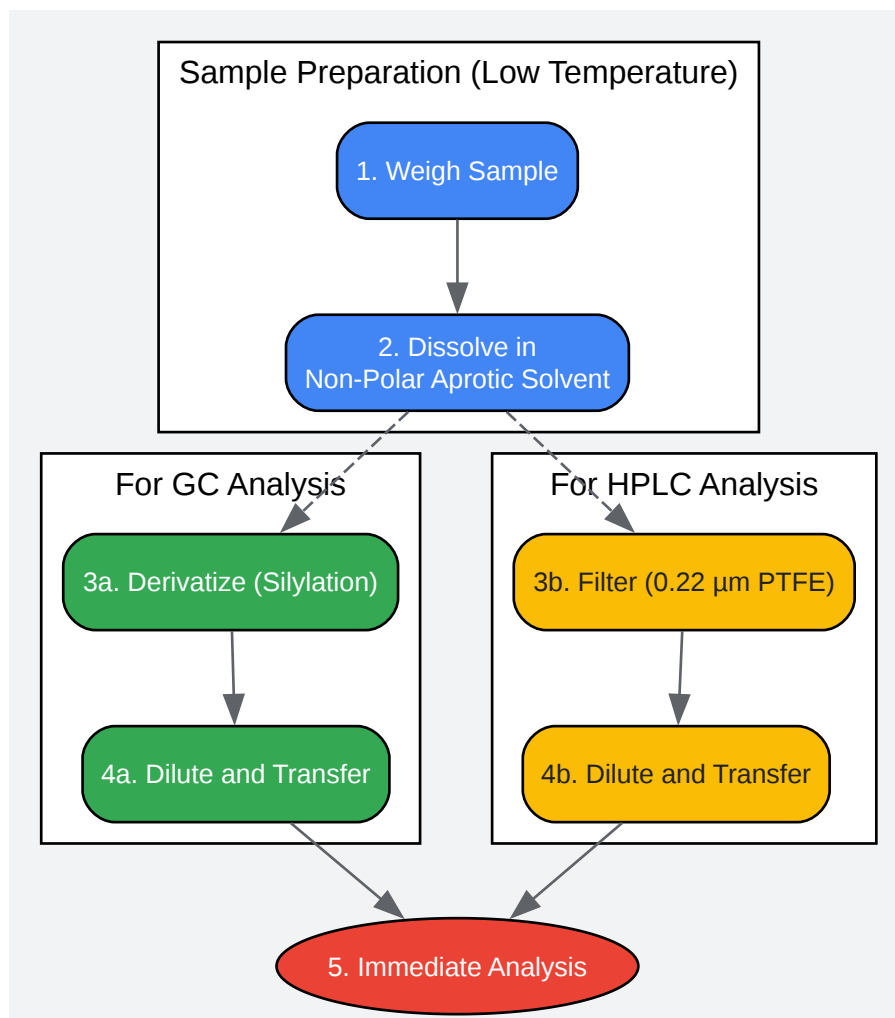 Sample Preparation (Low Temperature)
1. Weigh Sample
2. Dissolve in
Non-Polar Aprotic Solvent
For GC Analysis
3a. Derivatize (Silylation)
4a. Dilute and Transfer
For HPLC Analysis
3b. Filter (0.22 µm PTFE)
4b. Dilute and Transfer
5. Immediate Analysis